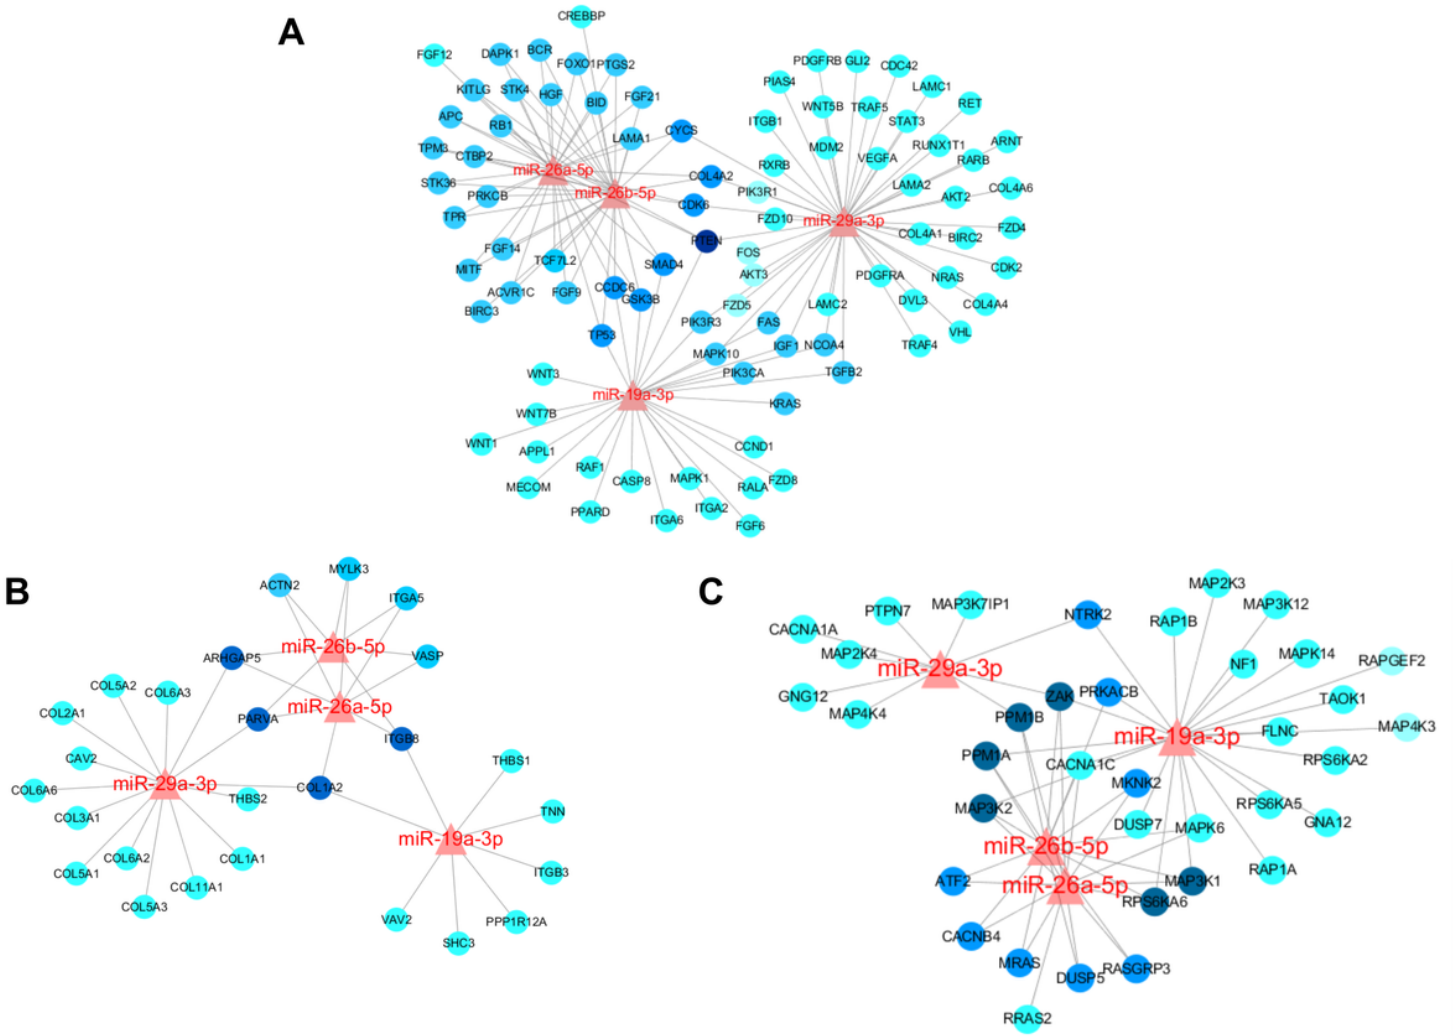 A
CREBBP
FGF12
DAPK1
BCR
FOXO1
PTGS2
KITLG
STK4
HGF
BID
FGF21
APC
RB1
LAMA1
CYCS
TPM3
CTBP2
miR-26a-5p
COL4A2
STK36
PRKCB
miR-26b-5p
CDK6
TPR
PTEN
FGF14
MITF
TCF7L2
SMAD4
ACVR1C
FGF9
CCDC6
GSK3B
BIRC3
TP53
PDGFRB
GLI2
CDC42
PIAS4
LAMC1
WNT5B
TRAF5
RET
ITGB1
STAT3
MDM2
RUNX1T1
ARNT
RXRB
VEGFA
RARB
PIK3R1
LAMA2
AKT2
COL4A6
FZD10
miR-29a-3p
COL4A1
BIRC2
FZD4
FOS
AKT3
PDGFRA
NRAS
CDK2
FZD5
LAMC2
DVL3
COL4A4
PIK3R3
FAS
VHL
MAPK10
IGF1
NCOA4
TRAF4
PIK3CA
TGFB2
WNT3
miR-19a-3p
KRAS
WNT7B
WNT1
APPL1
CCND1
RAF1
CASP8
MAPK1
RALA
FZD8
MECOM
PPARD
ITGA6
ITGA2
FGF6
B
ACTN2
MYLK3
ITGA5
miR-26b-5p
ARHGAP5
VASP
COL5A2
COL6A3
miR-26a-5p
COL2A1
PARVA
ITGB8
CAV2
THBS1
miR-29a-3p
COL1A2
COL6A6
THBS2
COL3A1
TNN
miR-19a-3p
COL6A2
COL1A1
COL5A1
COL11A1
ITGB3
COL5A3
VAV2
PPP1R12A
SHC3
C
MAP2K3
PTPN7
MAP3K7IP1
NTRK2
MAP3K12
CACNA1A
RAP1B
MAP2K4
miR-29a-3p
NF1
MAPK14
RAPGEF2
GNG12
ZAK
PRKACB
TAOK1
MAP4K4
PPM1B
MAP4K3
miR-19a-3p
FLNC
PPM1A
CACNA1C
RPS6KA2
MKNK2
MAP3K2
RPS6KA5
DUSP7
MAPK6
GNA12
miR-26b-5p
RAP1A
ATF2
miR-26a-5p
MAP3K1
RPS6KA6
CACNB4
MRAS
DUSP5
RASGRP3
RRAS2